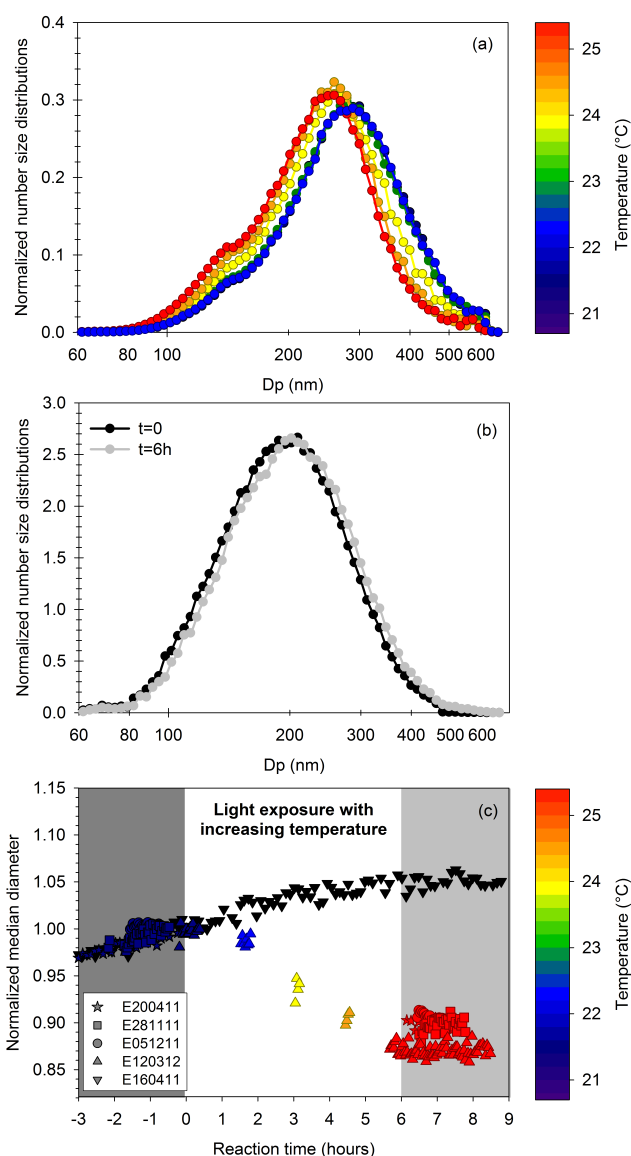 (a)
Normalized number size distributions
0.4
0.3
0.2
0.1
0.0
60 80 100 200 300 400 500 600
Dp (nm)
25
24
23
22
21
Temperature (°C)
(b)
t=0
t=6h
Normalized number size distributions
3.0
2.5
2.0
1.5
1.0
0.5
0.0
60 80 100 200 300 400 500 600
Dp (nm)
(c)
Light exposure with
increasing temperature
Normalized median diameter
1.15
1.10
1.05
1.00
0.95
0.90
0.85
E200411
E281111
E051211
E120312
E160411
-3 -2 -1 0 1 2 3 4 5 6 7 8 9
Reaction time (hours)
25
24
23
22
21
Temperature (°C)